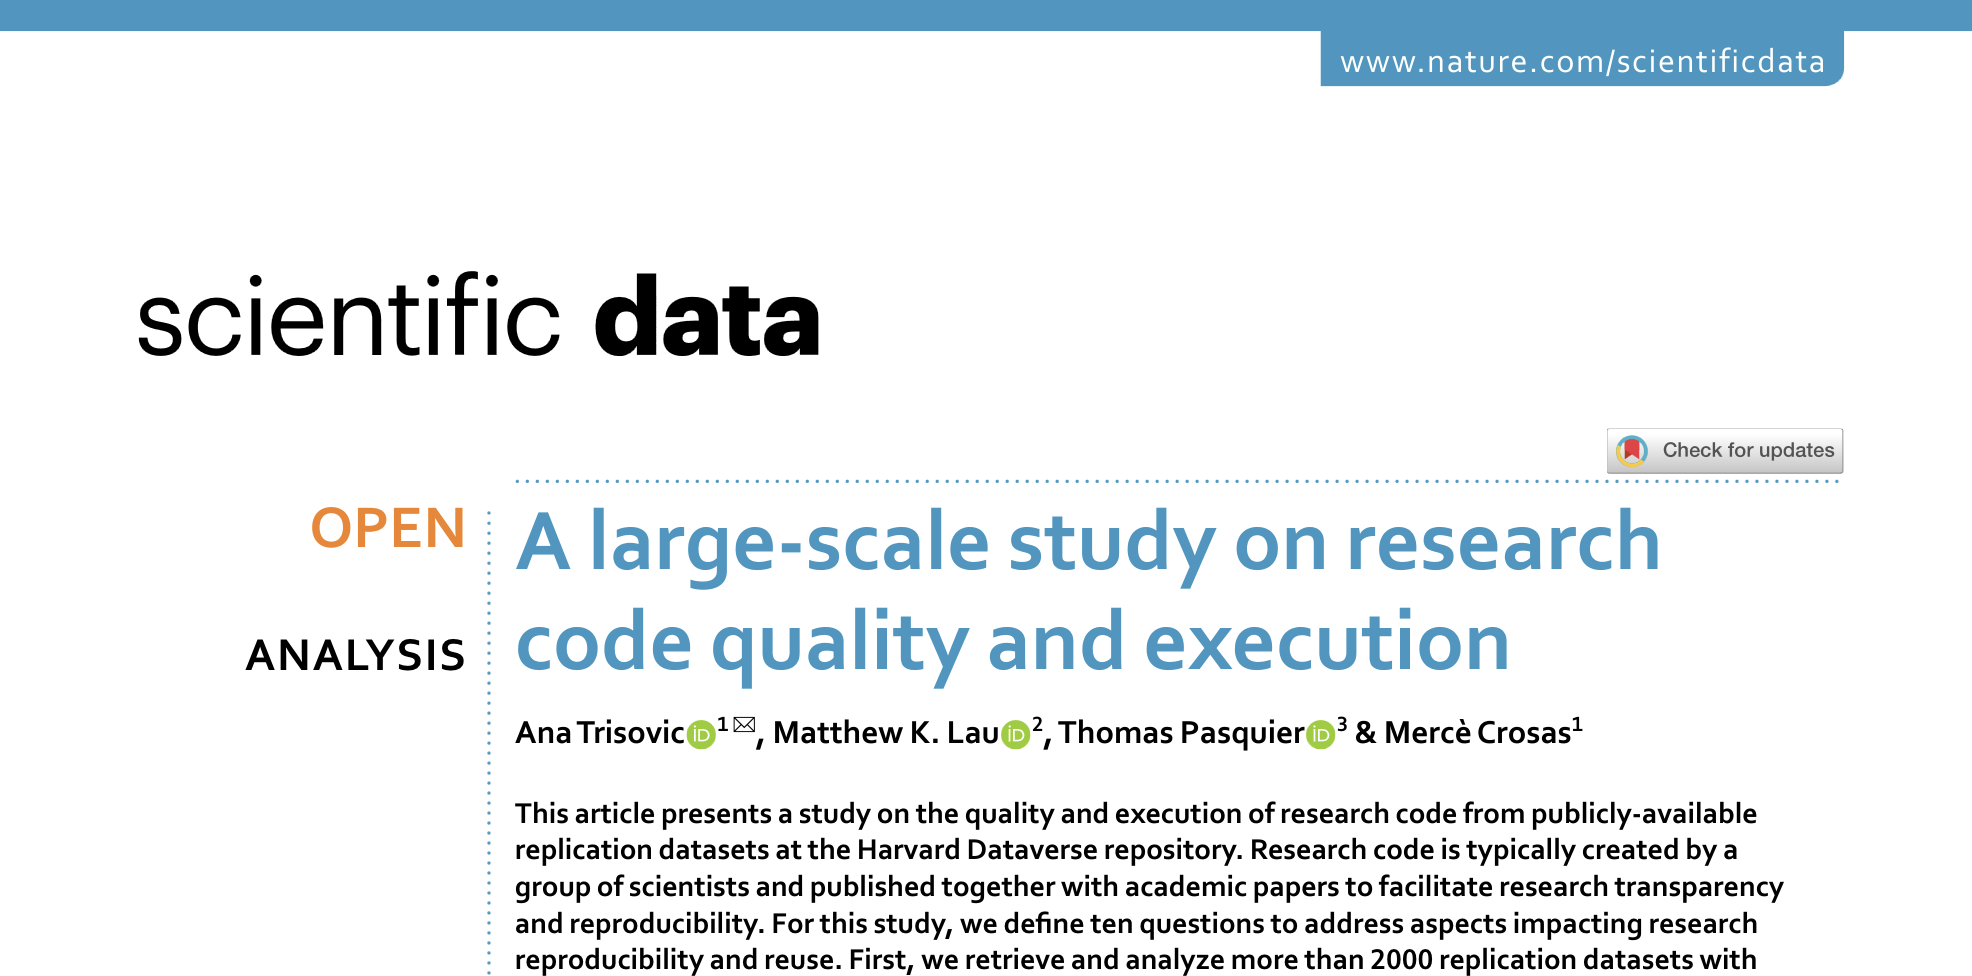 www.nature.com/scientificdata
scientific data
Check for updates
OPEN
ANALYSIS
A large-scale study on research
code quality and execution
Ana Trisovic iD 1 ✉, Matthew K. Lau iD 2, Thomas Pasquier iD 3 & Mercè Crosas1
This article presents a study on the quality and execution of research code from publicly-available
replication datasets at the Harvard Dataverse repository. Research code is typically created by a
group of scientists and published together with academic papers to facilitate research transparency
and reproducibility. For this study, we define ten questions to address aspects impacting research
reproducibility and reuse. First, we retrieve and analyze more than 2000 replication datasets with